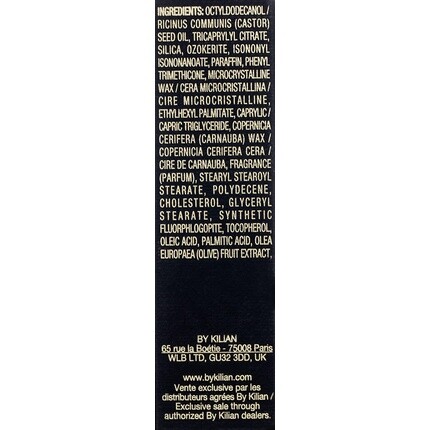 INGREDIENTS: OCTYLDODECANOL /
RICINUS COMMUNIS (CASTOR)
SEED OIL, TRICAPRYLYL CITRATE,
SILICA, OZOKERITE, ISONONYL
ISONONANOATE, PARAFFIN, PHENYL
TRIMETHICONE, MICROCRYSTALLINE
WAX / CERA MICROCRISTALLINA /
CIRE MICROCRISTALLINE,
ETHYLHEXYL PALMITATE, CAPRYLIC /
CAPRIC TRIGLYCERIDE, COPERNICIA
CERIFERA (CARNAUBA) WAX /
COPERNICIA CERIFERA CERA /
CIRE DE CARNAUBA, FRAGRANCE
(PARFUM), STEARYL STEAROYL
STEARATE, POLYDECENE,
CHOLESTEROL, GLYCERYL
STEARATE, SYNTHETIC
FLUORPHLOGOPITE, TOCOPHEROL,
OLEIC ACID, PALMITIC ACID, OLEA
EUROPAEA (OLIVE) FRUIT EXTRACT,
BY KILIAN
65 rue la Boétie - 75008 Paris
WLB LTD, GU32 3DD, UK
www.bykilian.com
Vente exclusive par les
distributeurs agrées By Kilian /
Exclusive sale through
authorized By Kilian dealers.